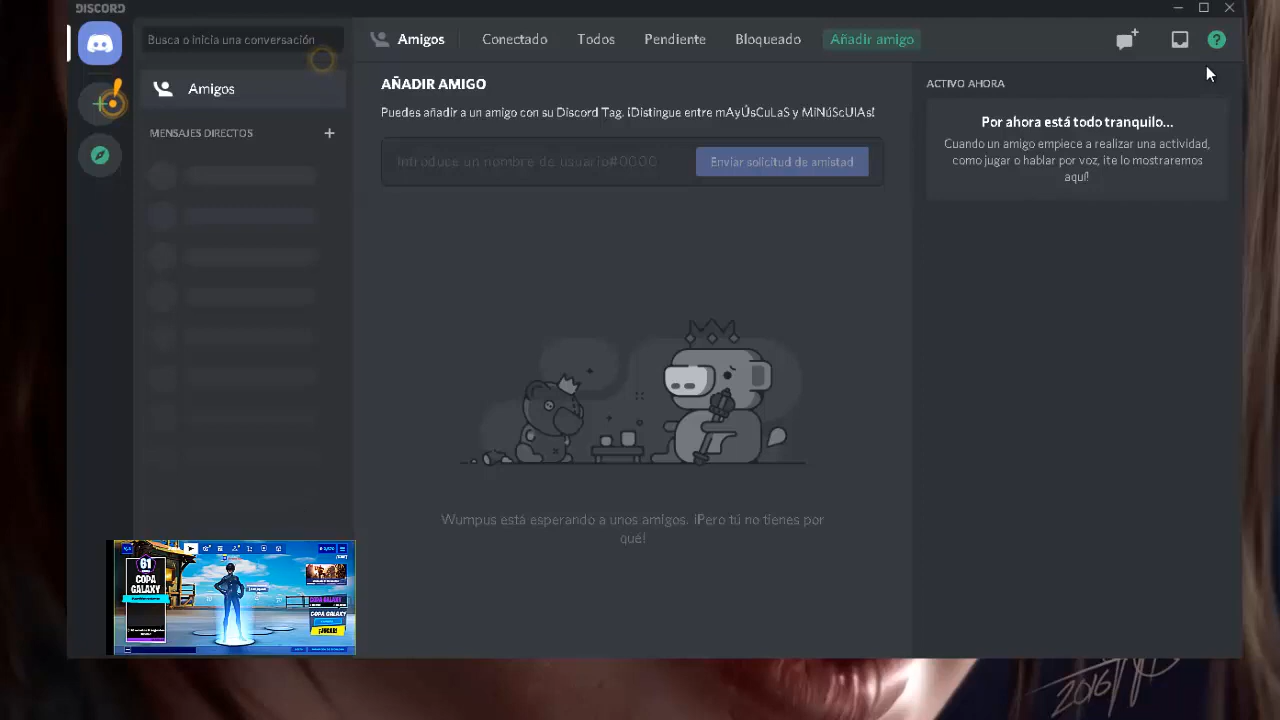 DISCORD
Busca o inicia una conversación
Amigos
Conectado
Todos
Pendiente
Bloqueado
Añadir amigo
Amigos
MENSAJES DIRECTOS
AÑADIR AMIGO
Puedes añadir a un amigo con su Discord Tag. ¡Distingue entre mAyÚsCuLaS y MiNúScUlAs!
Introduce un nombre de usuario#0000
Enviar solicitud de amistad
Wumpus está esperando a unos amigos. ¡Pero tú no tienes por
qué!
ACTIVO AHORA
Por ahora está todo tranquilo...
Cuando un amigo empiece a realizar una actividad,
como jugar o hablar por voz, ¡te lo mostraremos
aquí!
61
COPA
GALAXY
COPA GALAXY
¡JUGAR!
2016